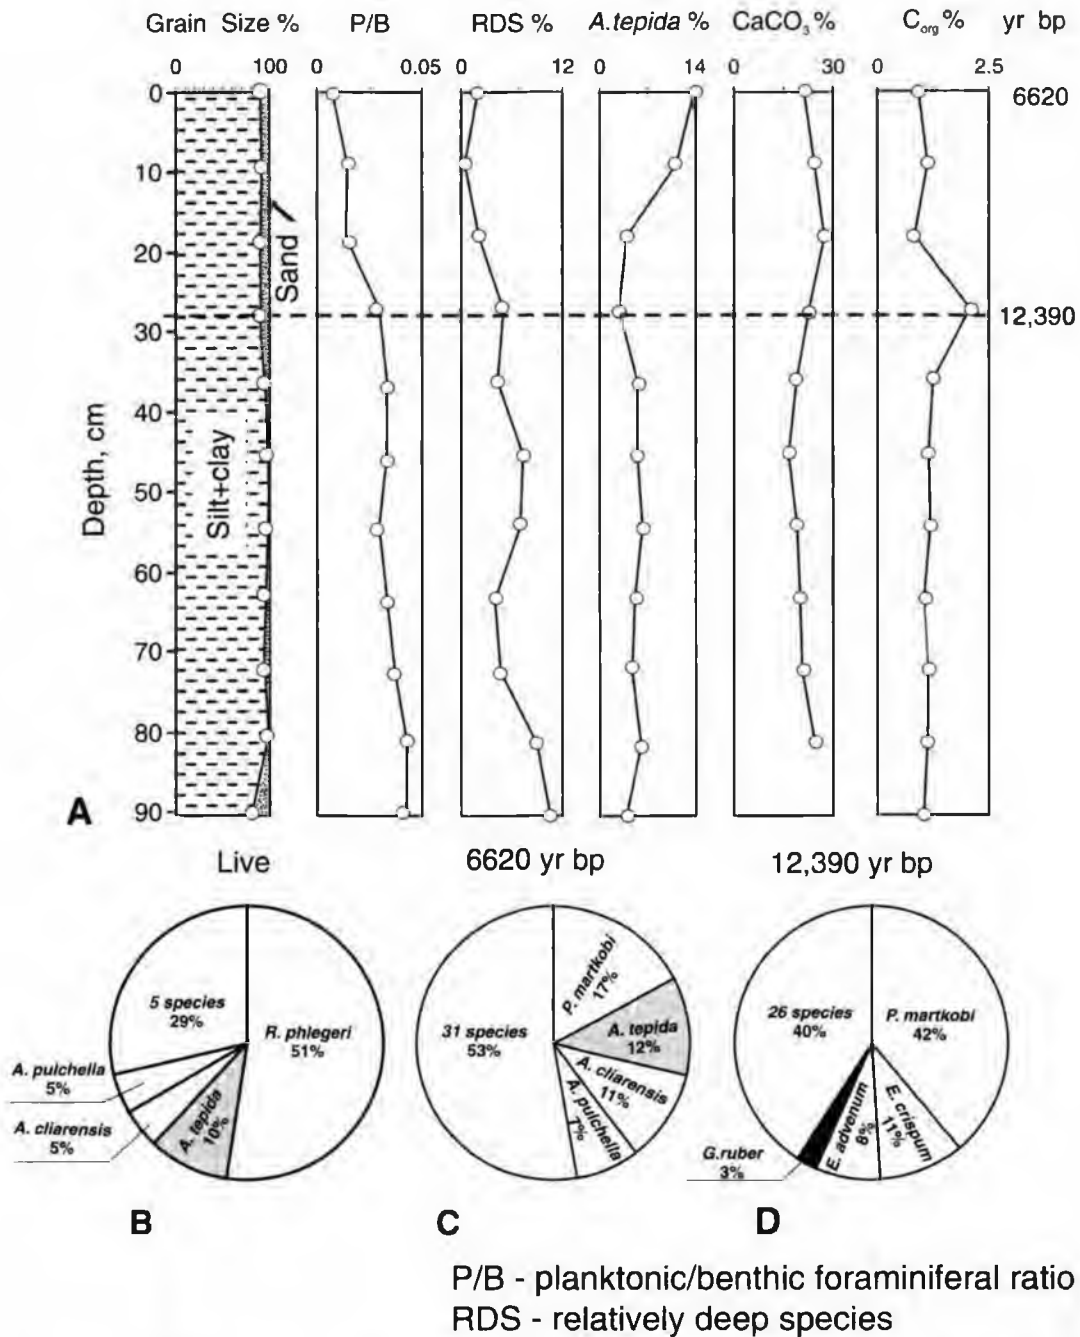 Grain Size % P/B RDS % A.tepida % CaCO₃ % C_org % yr bp
0 100 0 0.05 0 12 0 14 0 30 0 2.5
0 6620
10
20
Sand
30 12,390
40
50
60
70
80
90
Depth, cm
Silt+clay
A
Live 6620 yr bp 12,390 yr bp
5 species
29%
R. phlegeri
51%
A. pulchella
5%
A. cliarensis
5%
A. tepida
10%
B
31 species
53%
P. martkobi
17%
A. tepida
12%
A. cliarensis
11%
A. pulchella
7%
C
26 species
40%
P. martkobi
42%
E. crispum
11%
E. advenum
8%
G.ruber
3%
D
P/B - planktonic/benthic foraminiferal ratio
RDS - relatively deep species